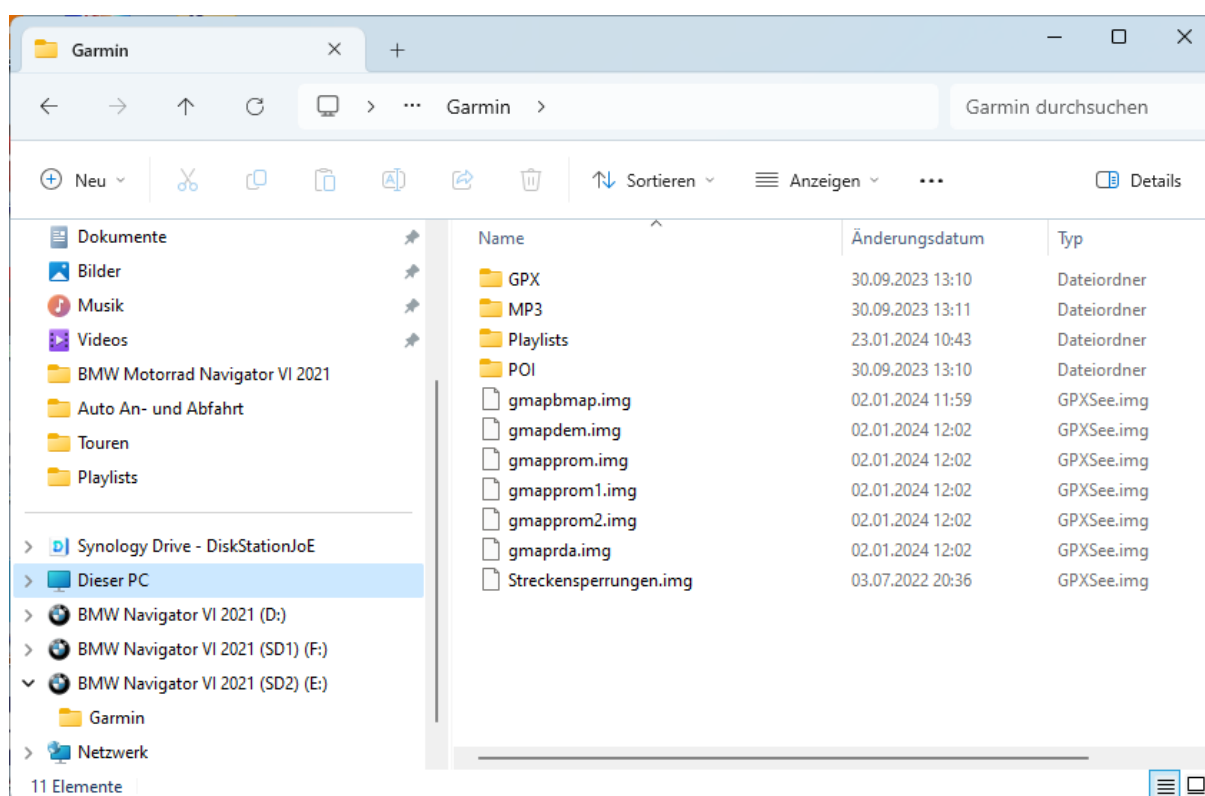 Garmin
Garmin
Garmin durchsuchen
Neu
Sortieren
Anzeigen
Details
Dokumente
Bilder
Musik
Videos
BMW Motorrad Navigator VI 2021
Auto An- und Abfahrt
Touren
Playlists
Synology Drive - DiskStationJoE
Dieser PC
BMW Navigator VI 2021 (D:)
BMW Navigator VI 2021 (SD1) (F:)
BMW Navigator VI 2021 (SD2) (E:)
Garmin
Netzwerk
Name Änderungsdatum Typ
GPX 30.09.2023 13:10 Dateiordner
MP3 30.09.2023 13:11 Dateiordner
Playlists 23.01.2024 10:43 Dateiordner
POI 30.09.2023 13:10 Dateiordner
gmapbmap.img 02.01.2024 11:59 GPXSee.img
gmapdem.img 02.01.2024 12:02 GPXSee.img
gmapprom.img 02.01.2024 12:02 GPXSee.img
gmapprom1.img 02.01.2024 12:02 GPXSee.img
gmapprom2.img 02.01.2024 12:02 GPXSee.img
gmaprda.img 02.01.2024 12:02 GPXSee.img
Streckensperrungen.img 03.07.2022 20:36 GPXSee.img
11 Elemente